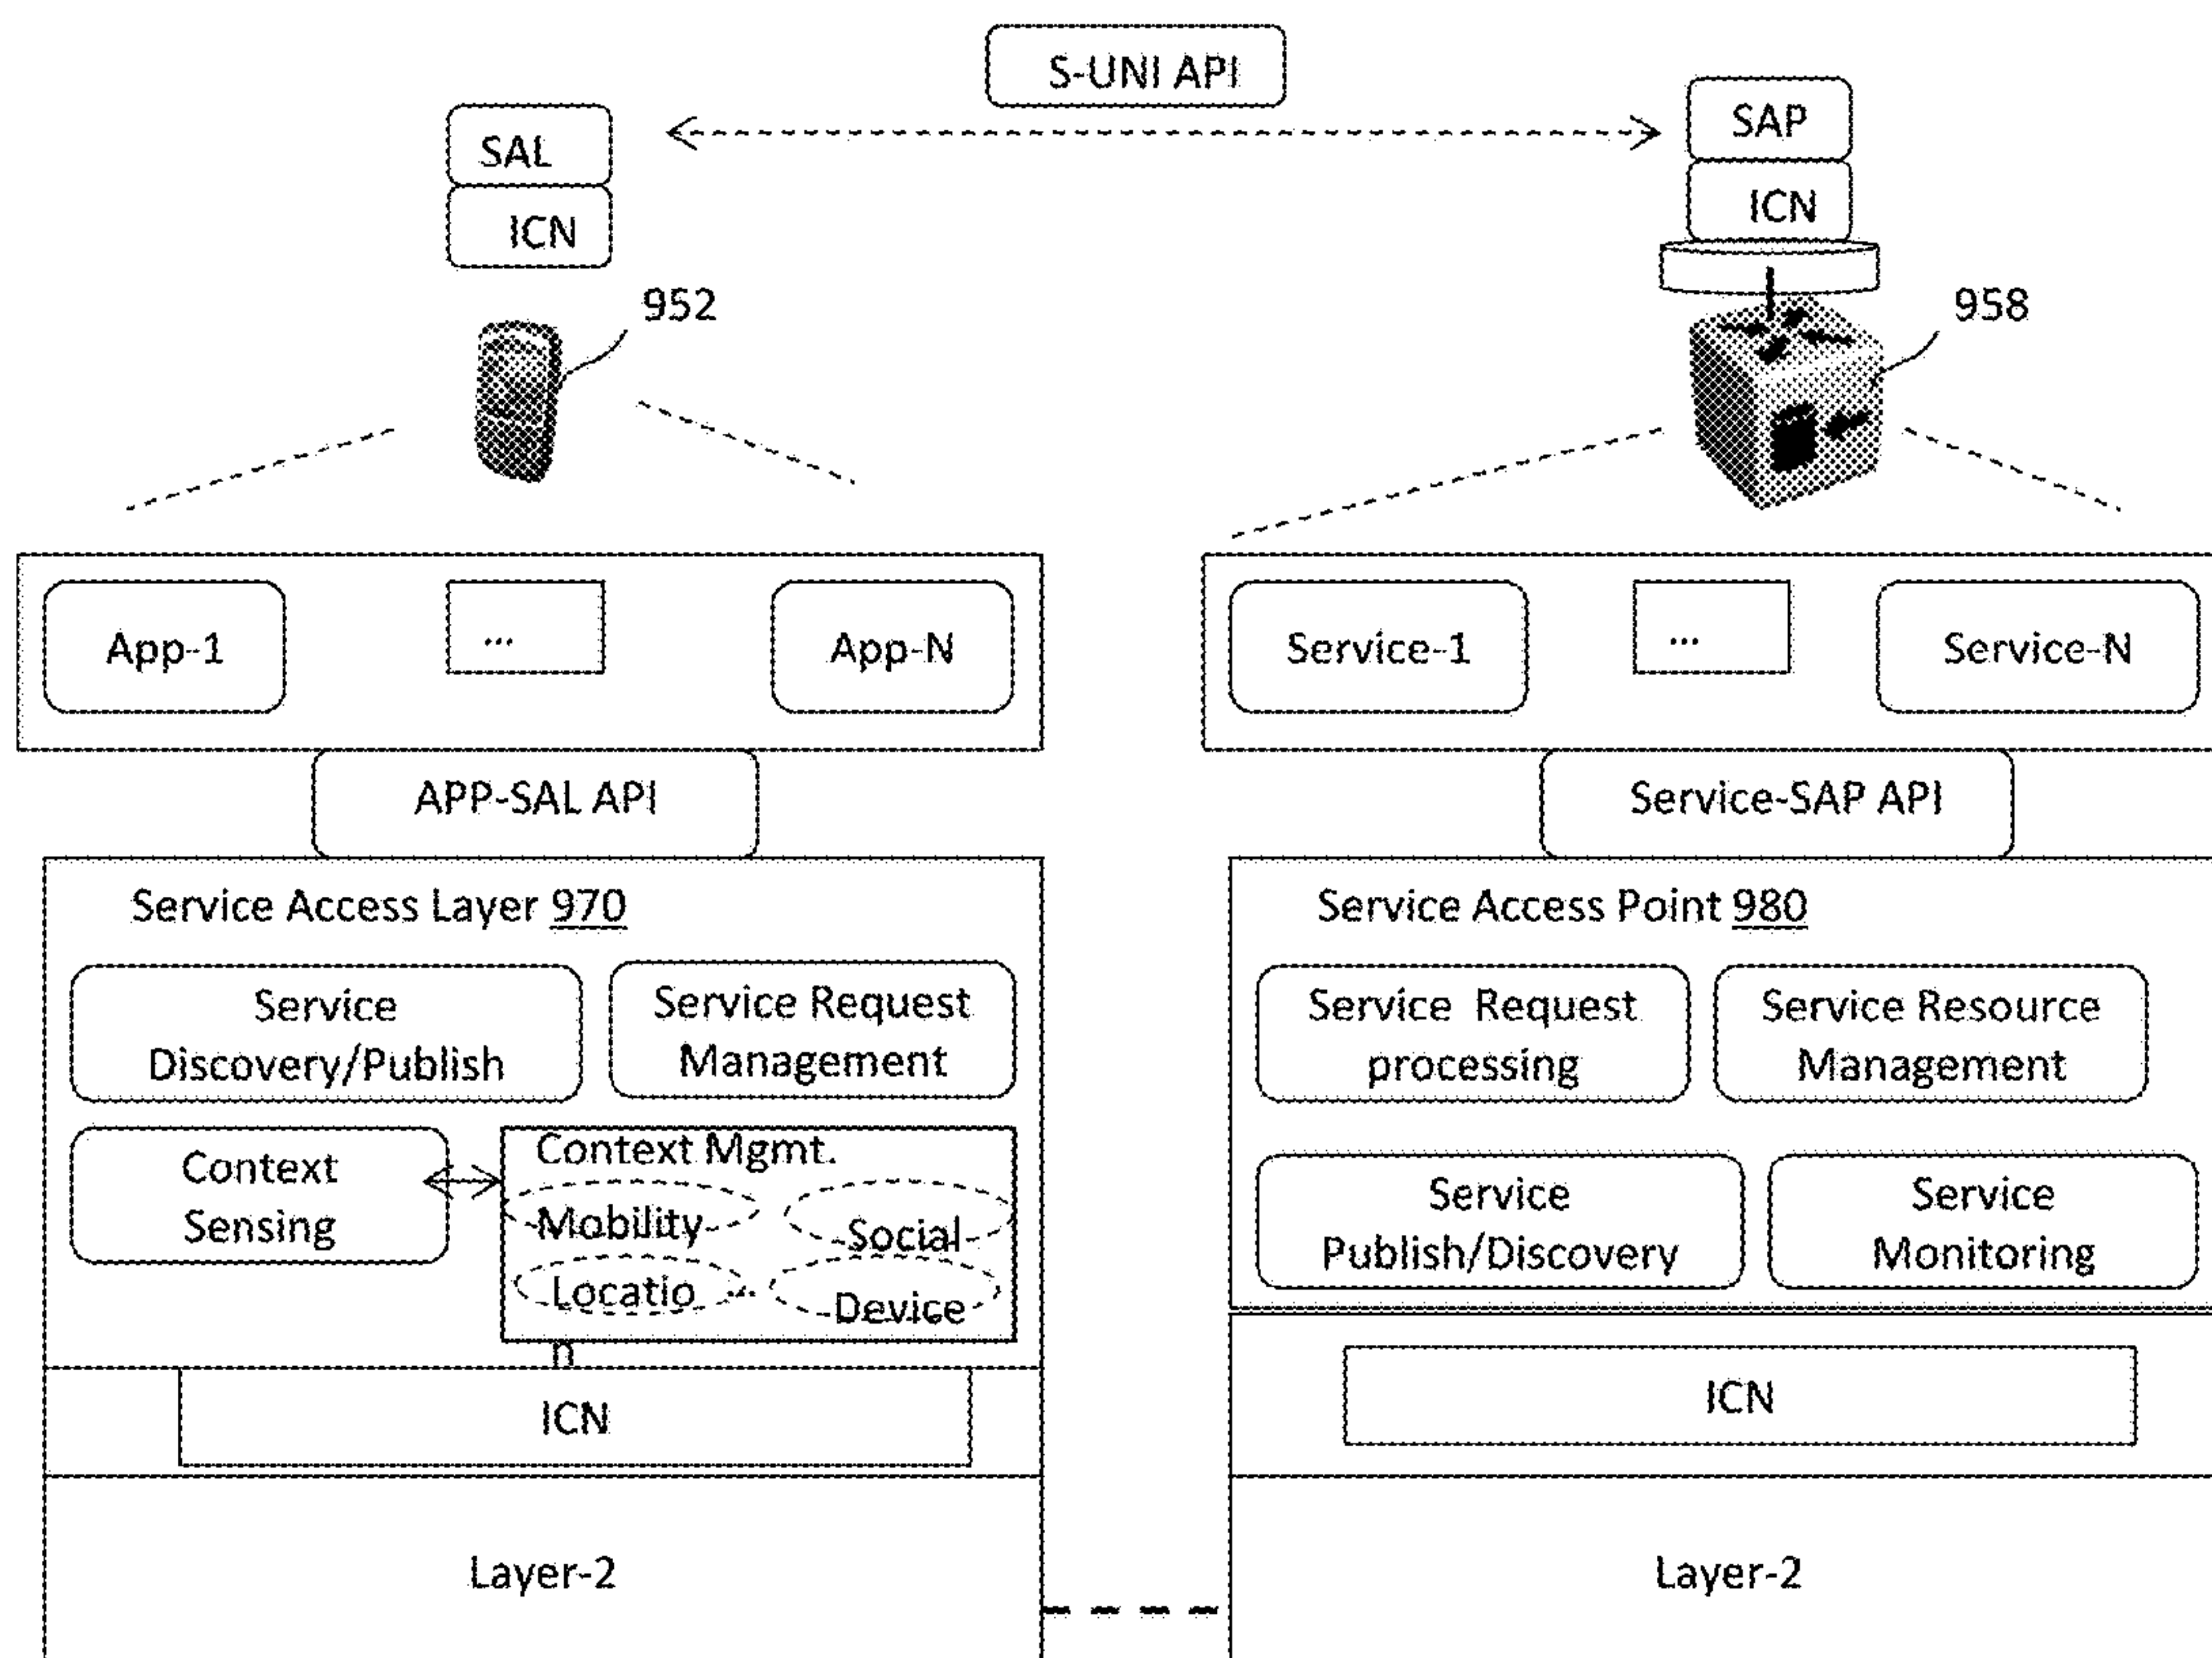 S-UNI API
SAL
ICN
SAP
ICN
952
958
App-1
...
App-N
Service-1
...
Service-N
APP-SAL API
Service-SAP API
Service Access Layer 970
Service
Discovery/Publish
Service Request
Management
Context
Sensing
Context Mgmt.
Mobility
Social
Locatio
n
...
Device
ICN
Layer-2
Service Access Point 980
Service Request
processing
Service Resource
Management
Service
Publish/Discovery
Service
Monitoring
ICN
Layer-2